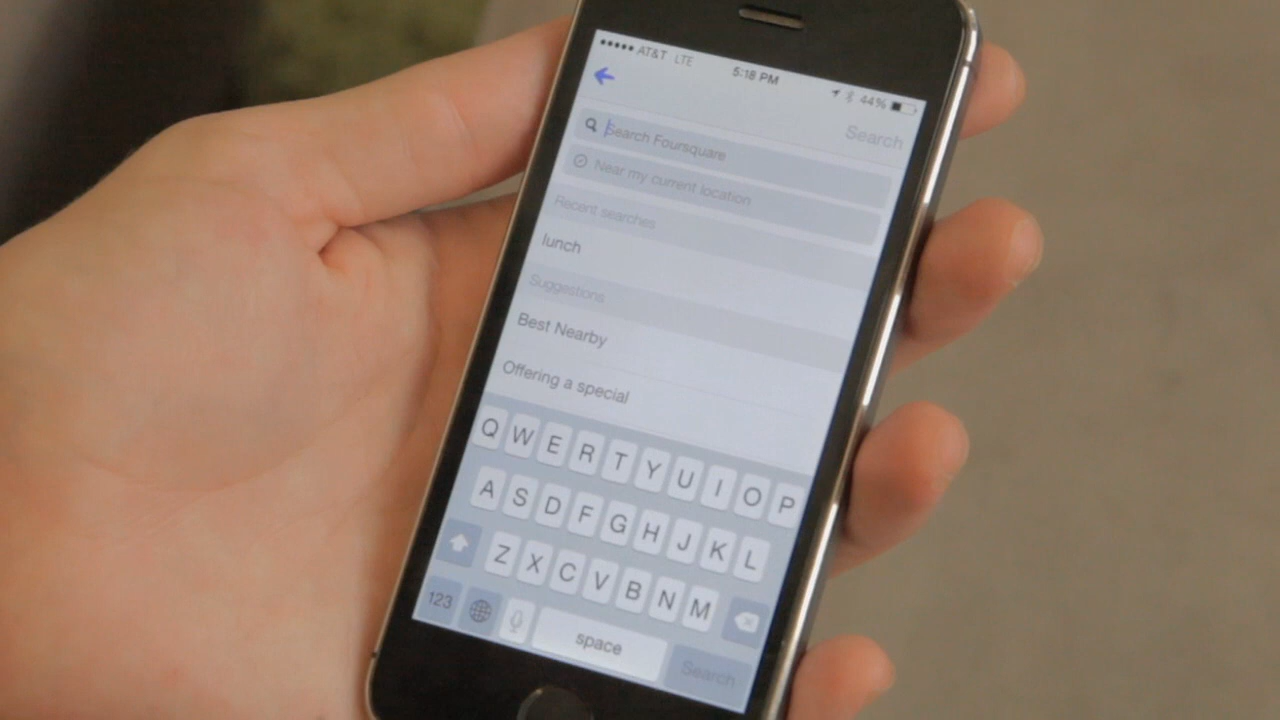 AT&T LTE 5:18 PM 44%
Search
Search Foursquare
Near my current location
Recent searches
lunch
Suggestions
Best Nearby
Offering a special
Q W E R T Y U I O P
A S D F G H J K L
Z X C V B N M
123 space Search